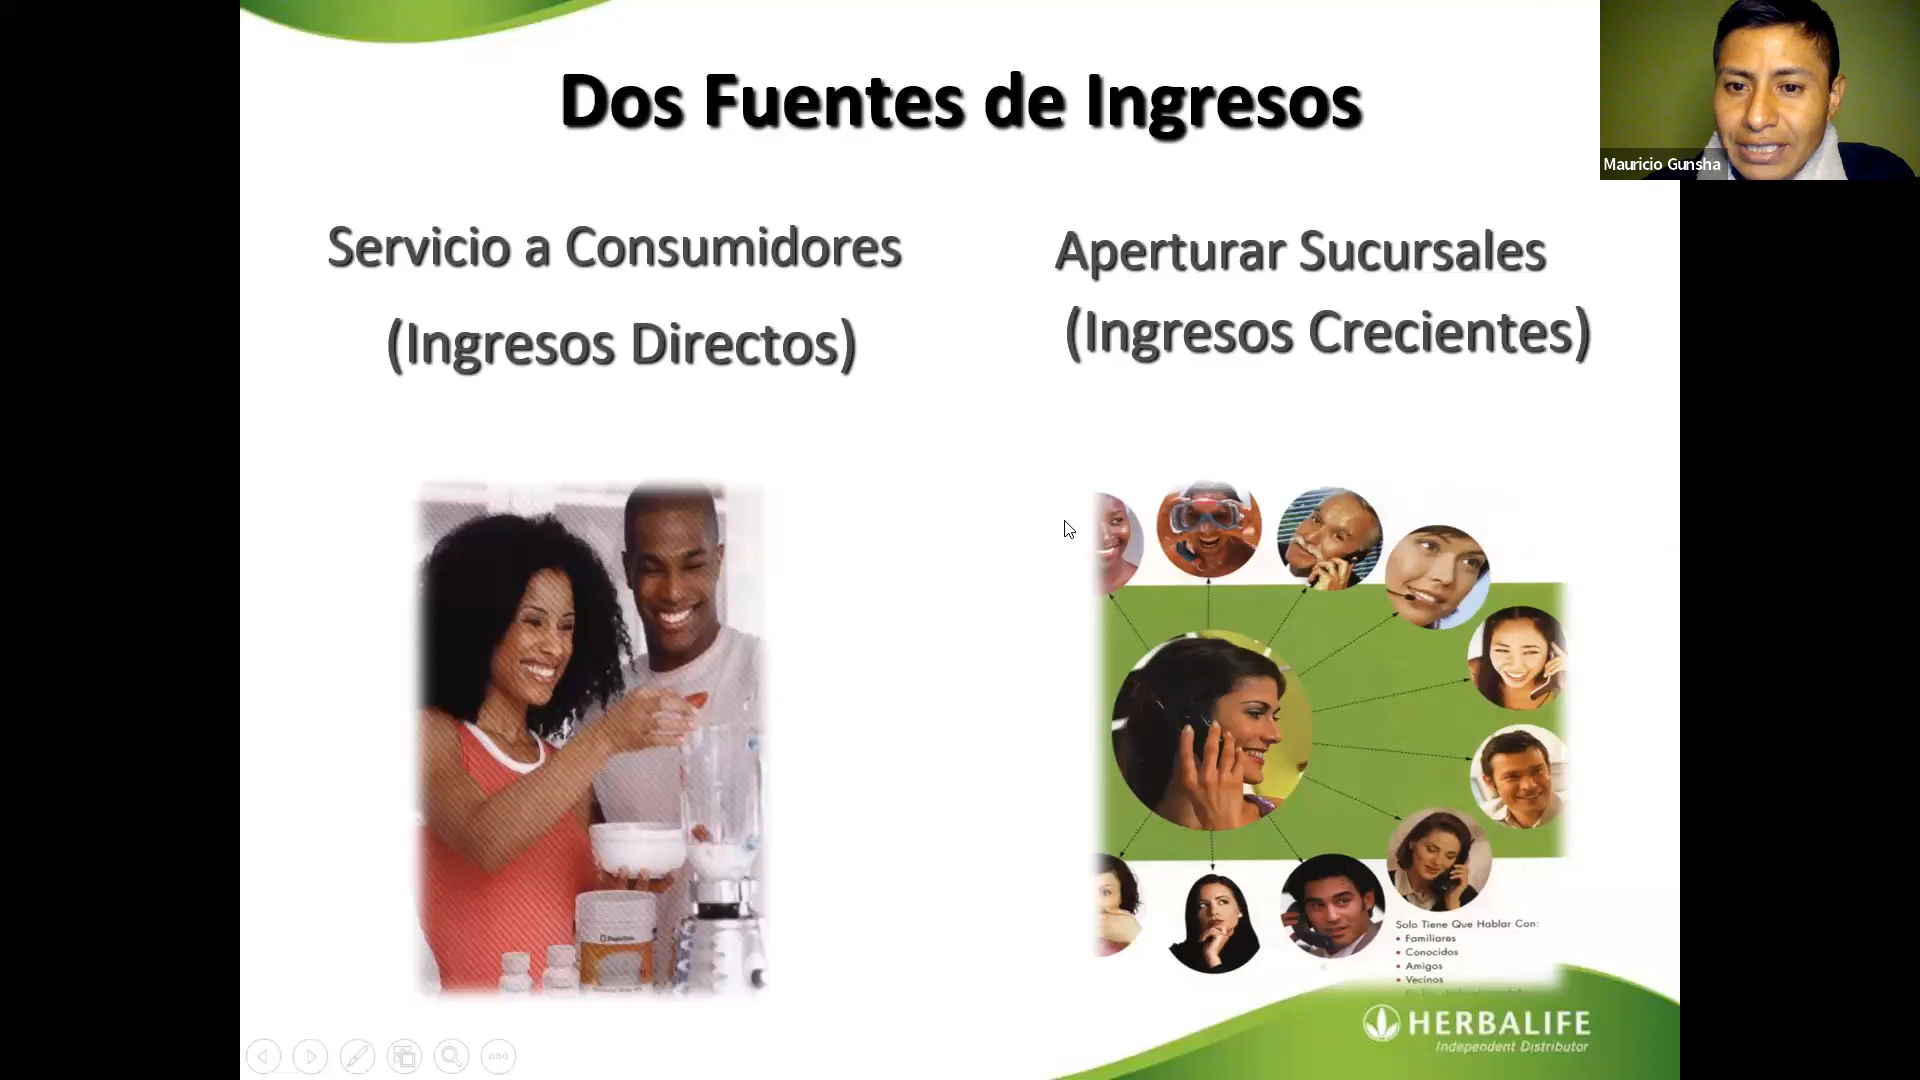 Dos Fuentes de Ingresos
Mauricio Gunsha
Servicio a Consumidores
(Ingresos Directos)
Aperturar Sucursales
(Ingresos Crecientes)
Solo Tiene Que Hablar Con:
• Familiares
• Conocidos
• Amigos
• Vecinos
HERBALIFE
Independent Distributor